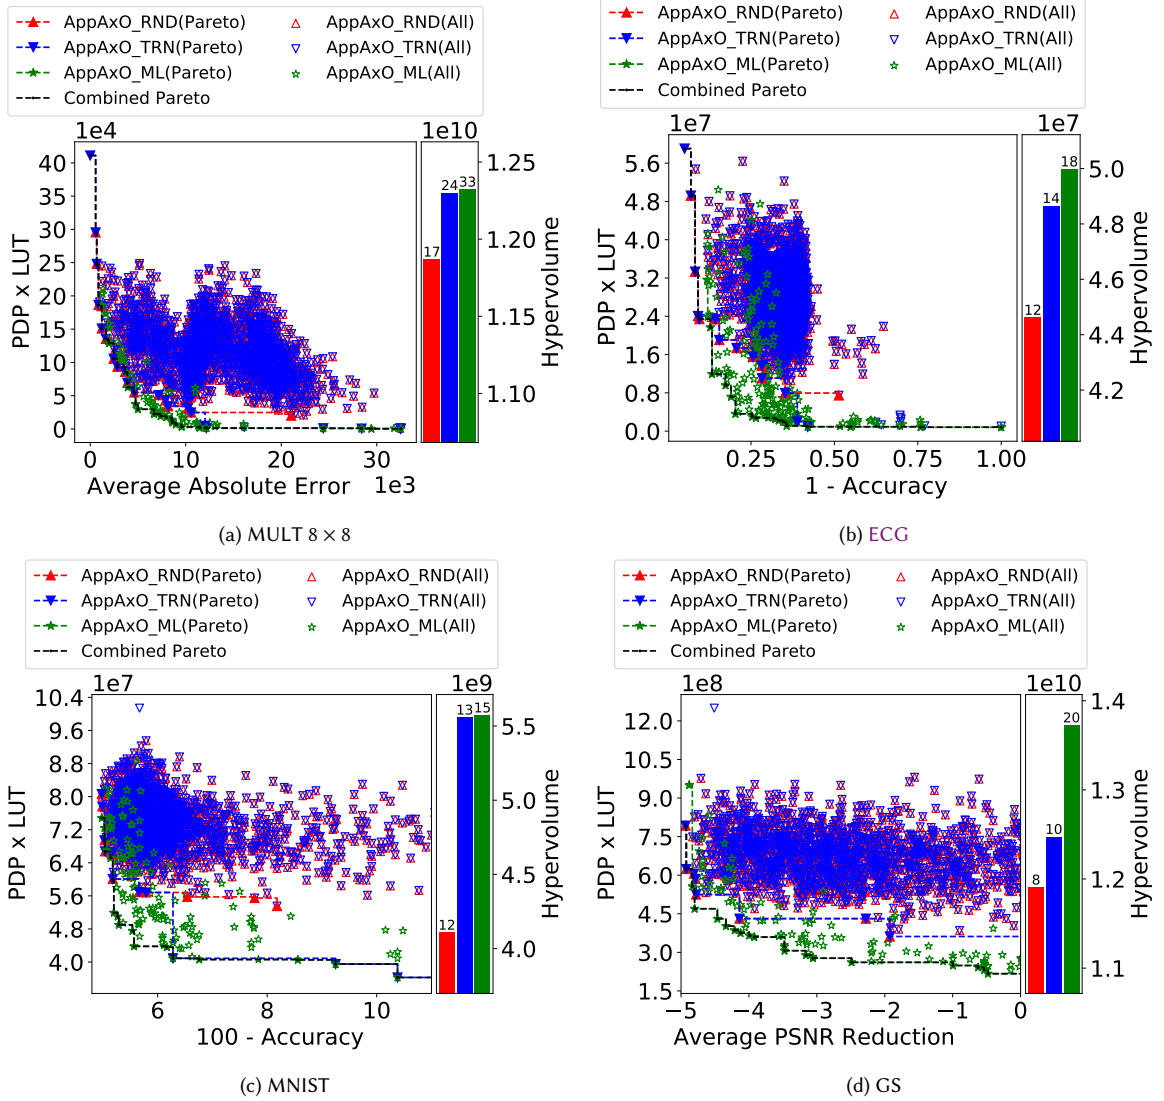 AppAxO_RND(Pareto) AppAxO_RND(All)
AppAxO_TRN(Pareto) AppAxO_TRN(All)
AppAxO_ML(Pareto) AppAxO_ML(All)
Combined Pareto
1e4 1e10
40
35
30
25
20
15
10
5
0
PDP x LUT
17 24 33
1.25
1.20
1.15
1.10
Hypervolume
0 10 20 30
Average Absolute Error 1e3
(a) MULT 8 × 8
AppAxO_RND(Pareto) AppAxO_RND(All)
AppAxO_TRN(Pareto) AppAxO_TRN(All)
AppAxO_ML(Pareto) AppAxO_ML(All)
Combined Pareto
1e7 1e7
5.6
4.8
4.0
3.2
2.4
1.6
0.8
0.0
PDP x LUT
12 14 18
5.0
4.8
4.6
4.4
4.2
Hypervolume
0.25 0.50 0.75 1.00
1 - Accuracy
(b) ECG
AppAxO_RND(Pareto) AppAxO_RND(All)
AppAxO_TRN(Pareto) AppAxO_TRN(All)
AppAxO_ML(Pareto) AppAxO_ML(All)
Combined Pareto
1e7 1e9
10.4
9.6
8.8
8.0
7.2
6.4
5.6
4.8
4.0
PDP x LUT
12 13 15
5.5
5.0
4.5
4.0
Hypervolume
6 8 10
100 - Accuracy
(c) MNIST
AppAxO_RND(Pareto) AppAxO_RND(All)
AppAxO_TRN(Pareto) AppAxO_TRN(All)
AppAxO_ML(Pareto) AppAxO_ML(All)
Combined Pareto
1e8 1e10
12.0
10.5
9.0
7.5
6.0
4.5
3.0
1.5
PDP x LUT
8 10 20
1.4
1.3
1.2
1.1
Hypervolume
−5 −4 −3 −2 −1 0
Average PSNR Reduction
(d) GS